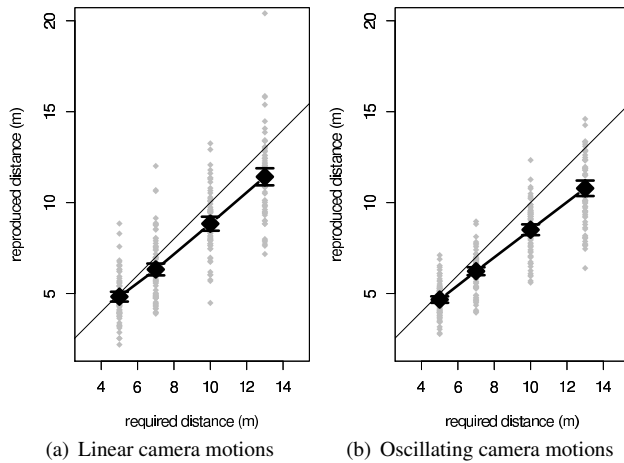 20
15
10
5
reproduced distance (m)
4 6 8 10 12 14
required distance (m)
(a) Linear camera motions
20
15
10
5
reproduced distance (m)
4 6 8 10 12 14
required distance (m)
(b) Oscillating camera motions